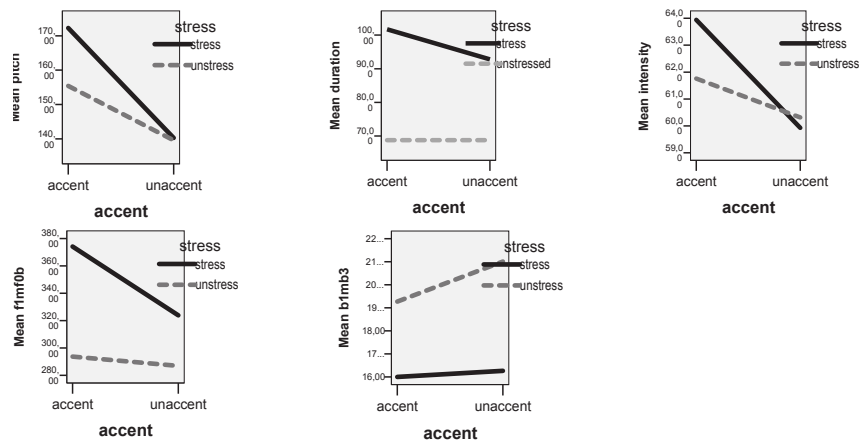 Mean pitch
170,
00
160,
00
150,
00
140,
00
stress
stress
unstress
accent
unaccent
accent
Mean duration
100,
00
90,0
0
80,0
0
70,0
0
stress
stress
unstressed
accent
unaccent
accent
Mean intensity
64,0
0
63,0
0
62,0
0
61,0
0
60,0
0
59,0
0
stress
stress
unstress
accent
unaccent
accent
Mean f1mf0b
380,
00
360,
00
340,
00
320,
00
300,
00
280,
00
stress
stress
unstress
accent
unaccent
accent
Mean b1mb3
22...
21...
20...
19...
18,00
17...
16,00
stress
stress
unstress
accent
unaccent
accent